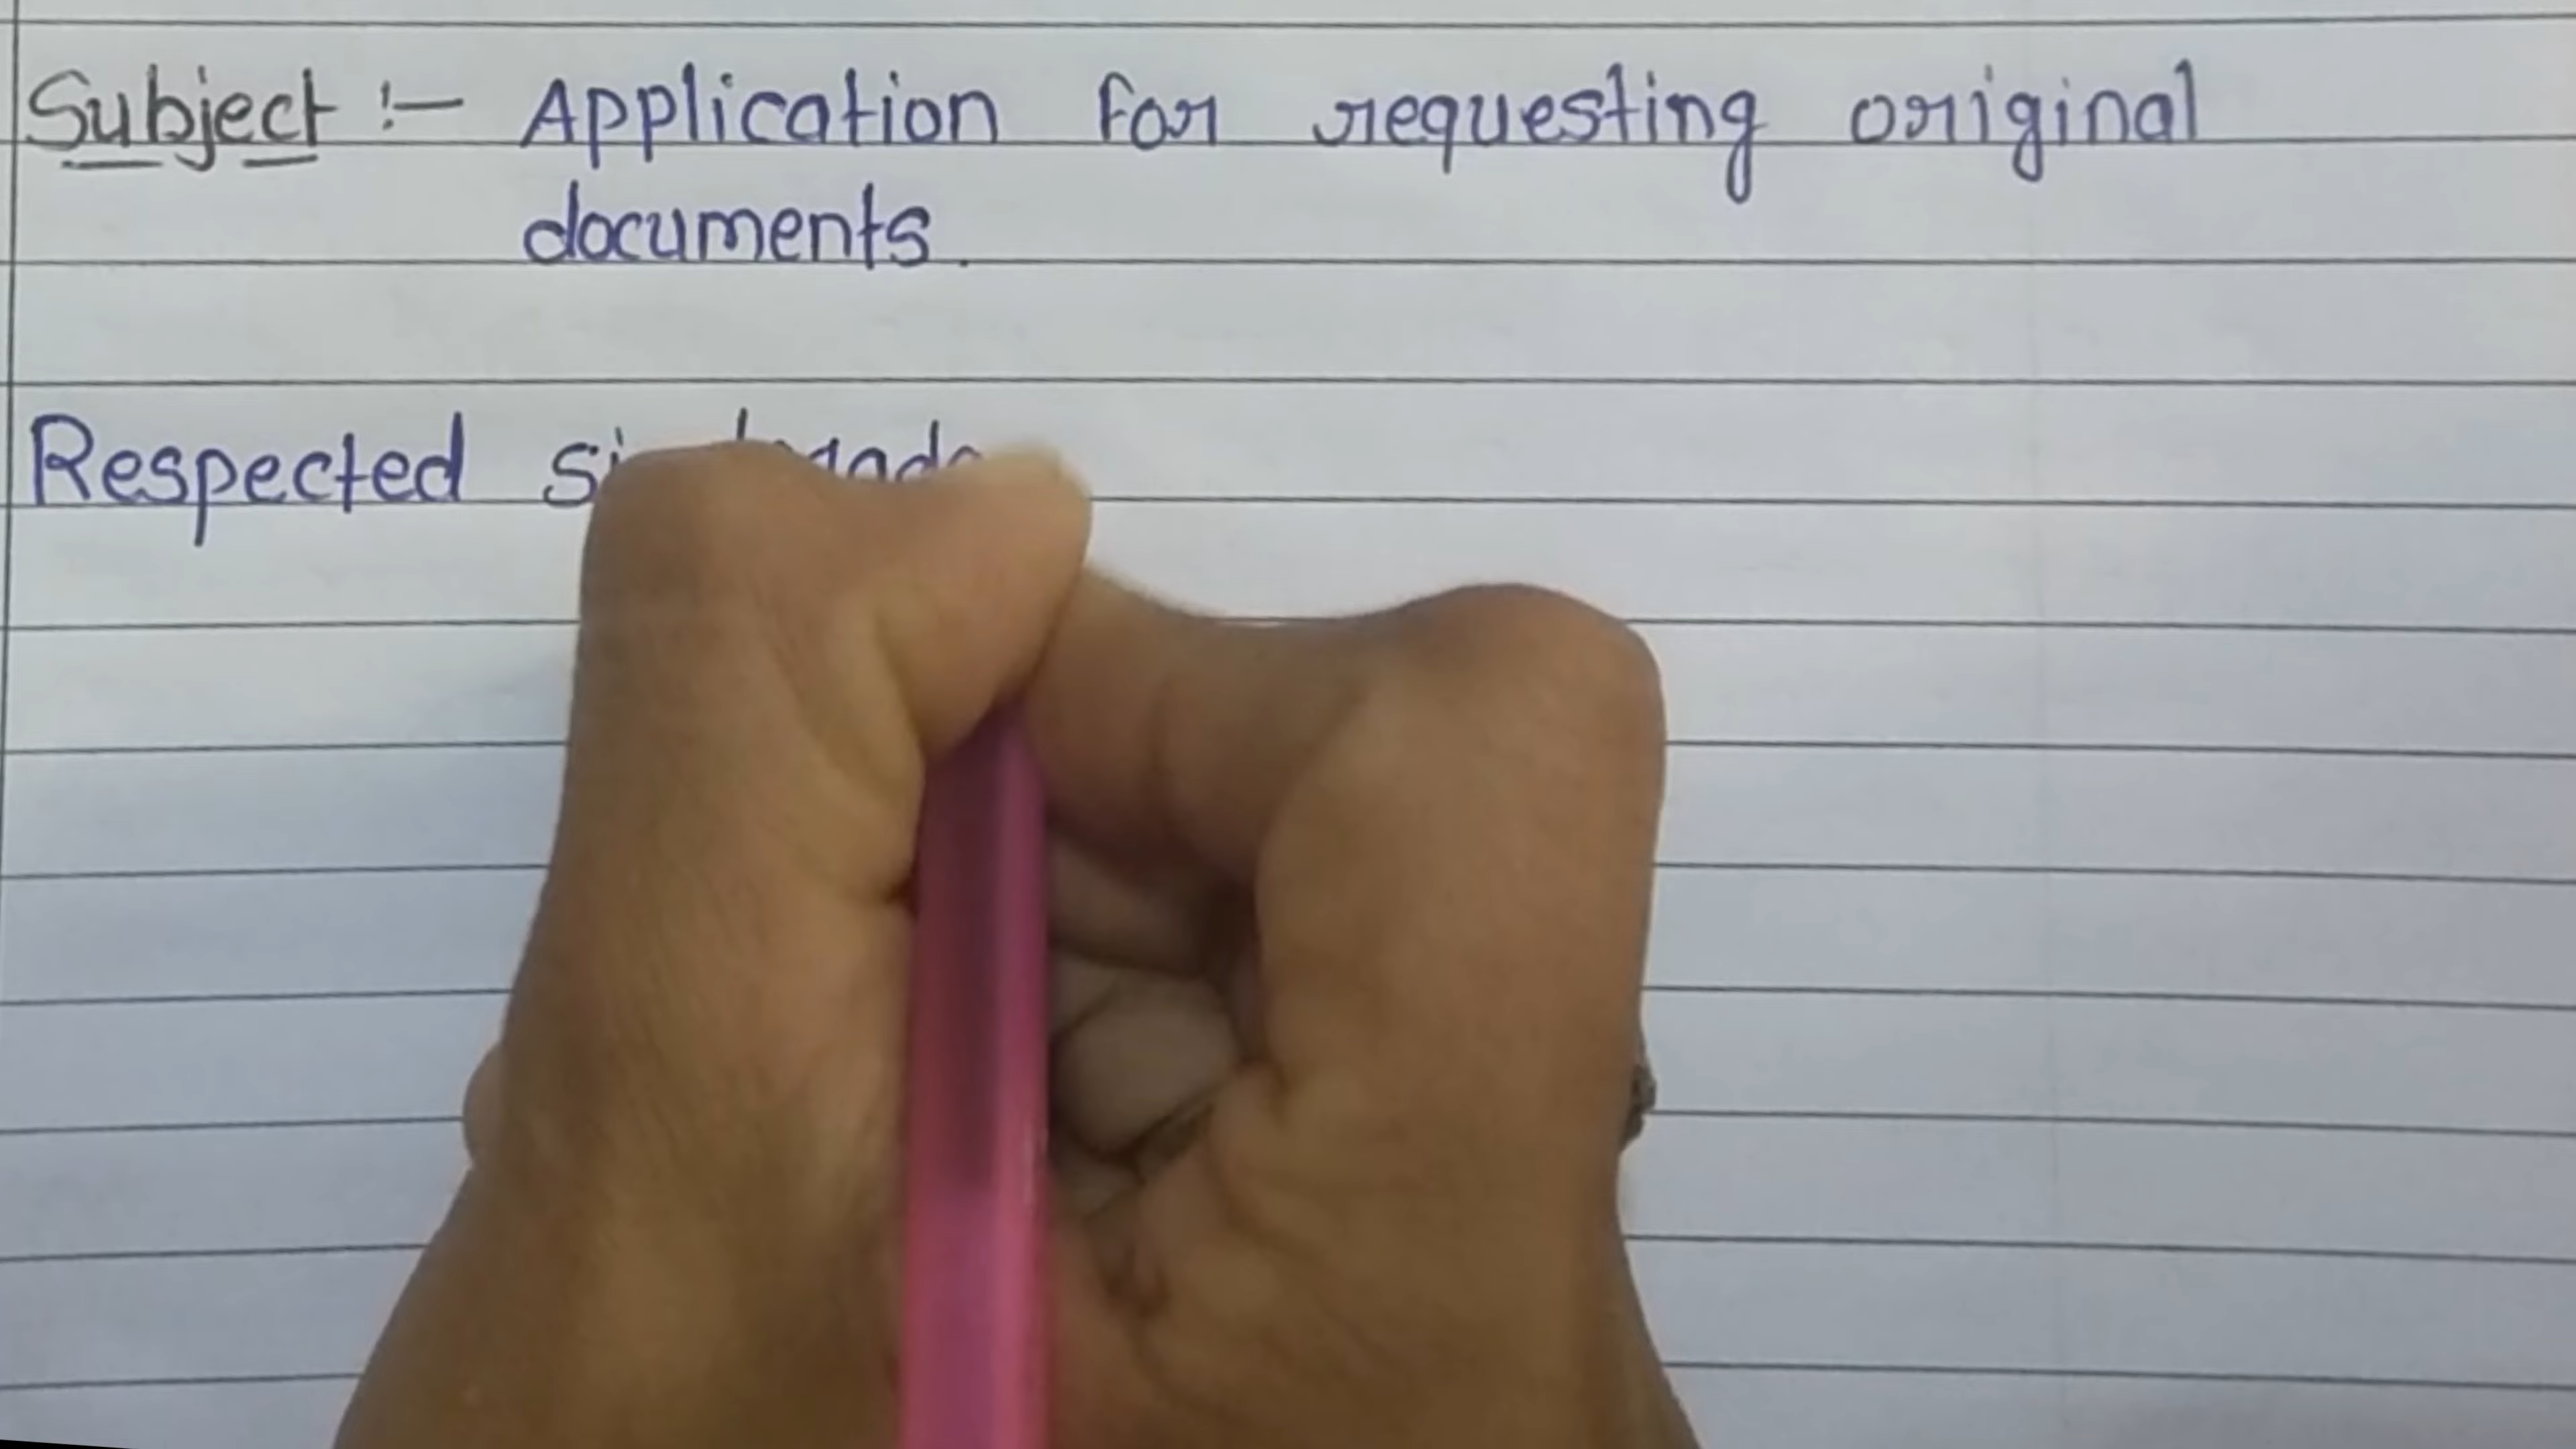 Subject :- Application for requesting original
documents.
Respected